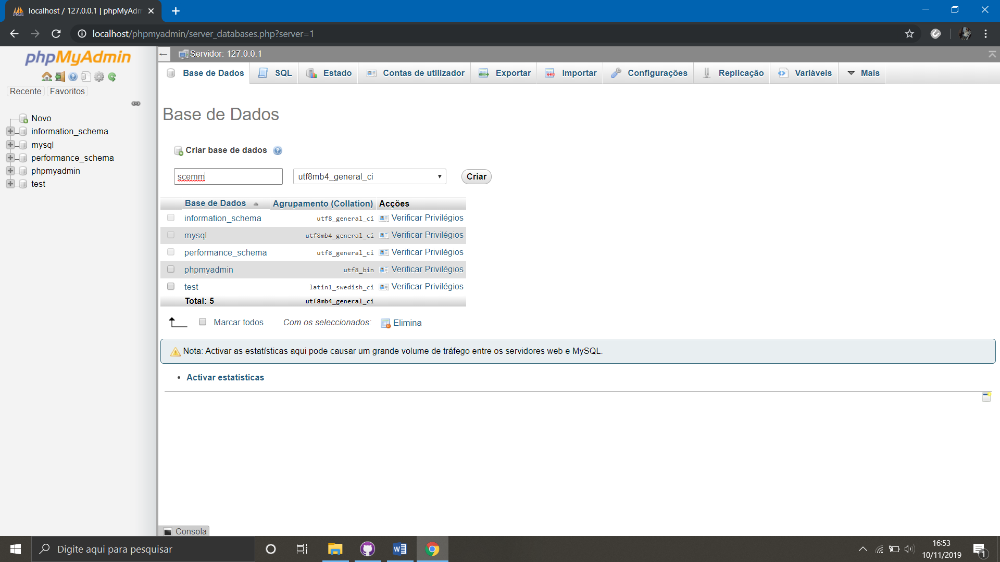 localhost / 127.0.0.1 | phpMyAdm
localhost/phpmyadmin/server_databases.php?server=1
phpMyAdmin
Recente Favoritos
Novo
information_schema
mysql
performance_schema
phpmyadmin
test
Servidor: 127.0.0.1
Base de Dados SQL Estado Contas de utilizador Exportar Importar Configurações Replicação Variáveis Mais
Base de Dados
Criar base de dados
scemm utf8mb4_general_ci Criar
Base de Dados Agrupamento (Collation) Acções
information_schema utf8_general_ci Verificar Privilégios
mysql utf8mb4_general_ci Verificar Privilégios
performance_schema utf8_general_ci Verificar Privilégios
phpmyadmin utf8_bin Verificar Privilégios
test latin1_swedish_ci Verificar Privilégios
Total: 5 utf8mb4_general_ci
Marcar todos Com os seleccionados: Elimina
Nota: Activar as estatísticas aqui pode causar um grande volume de tráfego entre os servidores web e MySQL.
• Activar estatísticas
Consola
Digite aqui para pesquisar
16:53
10/11/2019
1